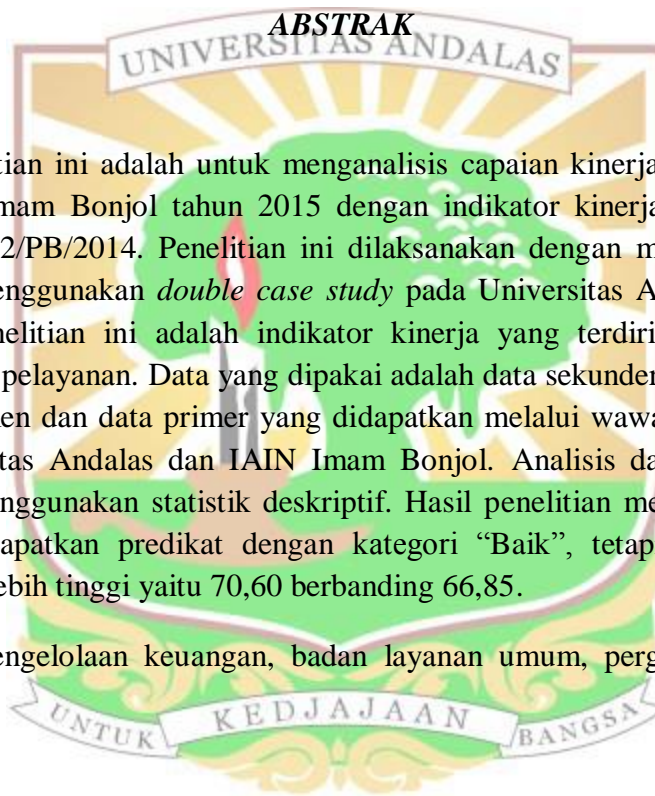 ABSTRAK
UNIVERSITAS ANDALAS
tian ini adalah untuk menganalisis capaian kinerja
mam Bonjol tahun 2015 dengan indikator kinerja
2/PB/2014. Penelitian ini dilaksanakan dengan m
enggunakan double case study pada Universitas A
nelitian ini adalah indikator kinerja yang terdiri
pelayanan. Data yang dipakai adalah data sekunder
en dan data primer yang didapatkan melalui wawa
tas Andalas dan IAIN Imam Bonjol. Analisis da
nggunakan statistik deskriptif. Hasil penelitian me
apatkan predikat dengan kategori “Baik”, tetap
ebih tinggi yaitu 70,60 berbanding 66,85.
engelolaan keuangan, badan layanan umum, perg
UNTUK KEDJAJAAN BANGSA